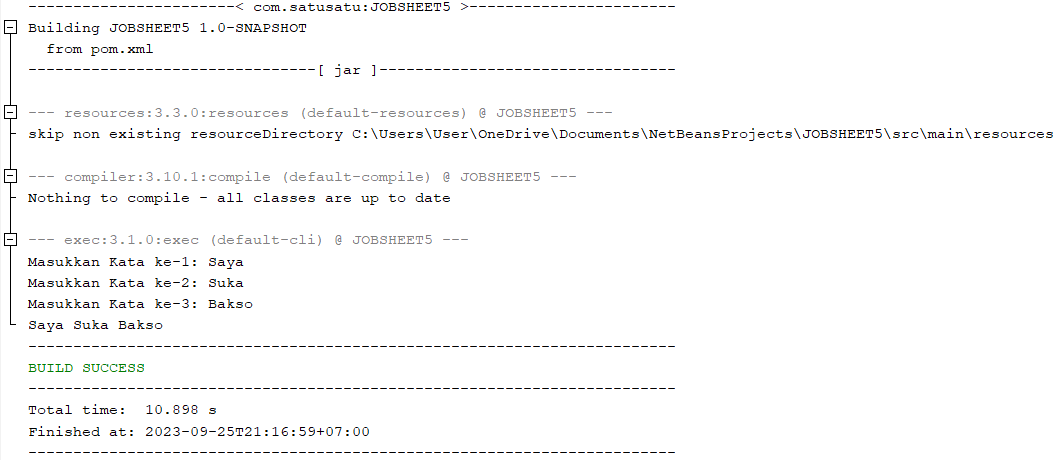 -----------------------< com.satusatu:JOBSHEET5 >-----------------------
Building JOBSHEET5 1.0-SNAPSHOT
  from pom.xml
--------------------------------[ jar ]---------------------------------
--- resources:3.3.0:resources (default-resources) @ JOBSHEET5 ---
skip non existing resourceDirectory C:\Users\User\OneDrive\Documents\NetBeansProjects\JOBSHEET5\src\main\resources
--- compiler:3.10.1:compile (default-compile) @ JOBSHEET5 ---
Nothing to compile - all classes are up to date
--- exec:3.1.0:exec (default-cli) @ JOBSHEET5 ---
Masukkan Kata ke-1: Saya
Masukkan Kata ke-2: Suka
Masukkan Kata ke-3: Bakso
Saya Suka Bakso
------------------------------------------------------------------------
BUILD SUCCESS
------------------------------------------------------------------------
Total time:  10.898 s
Finished at: 2023-09-25T21:16:59+07:00
------------------------------------------------------------------------